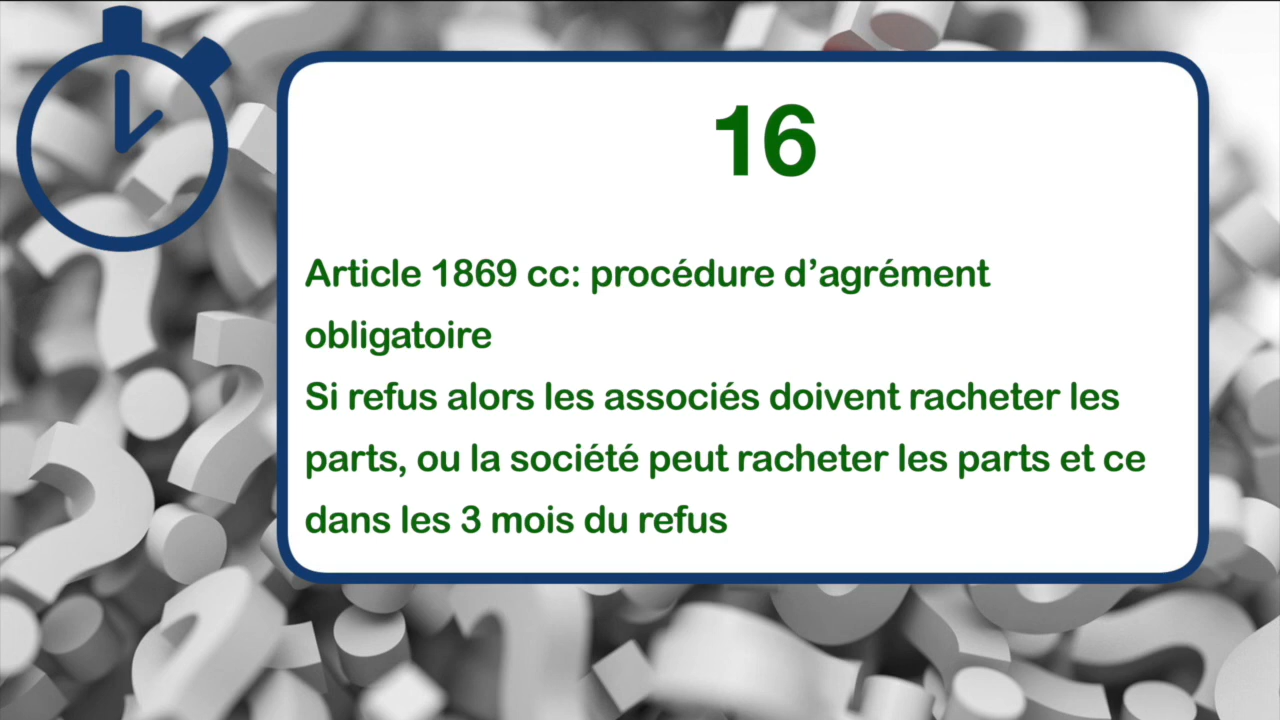 16
Article 1869 cc: procédure d’agrément
obligatoire
Si refus alors les associés doivent racheter les
parts, ou la société peut racheter les parts et ce
dans les 3 mois du refus